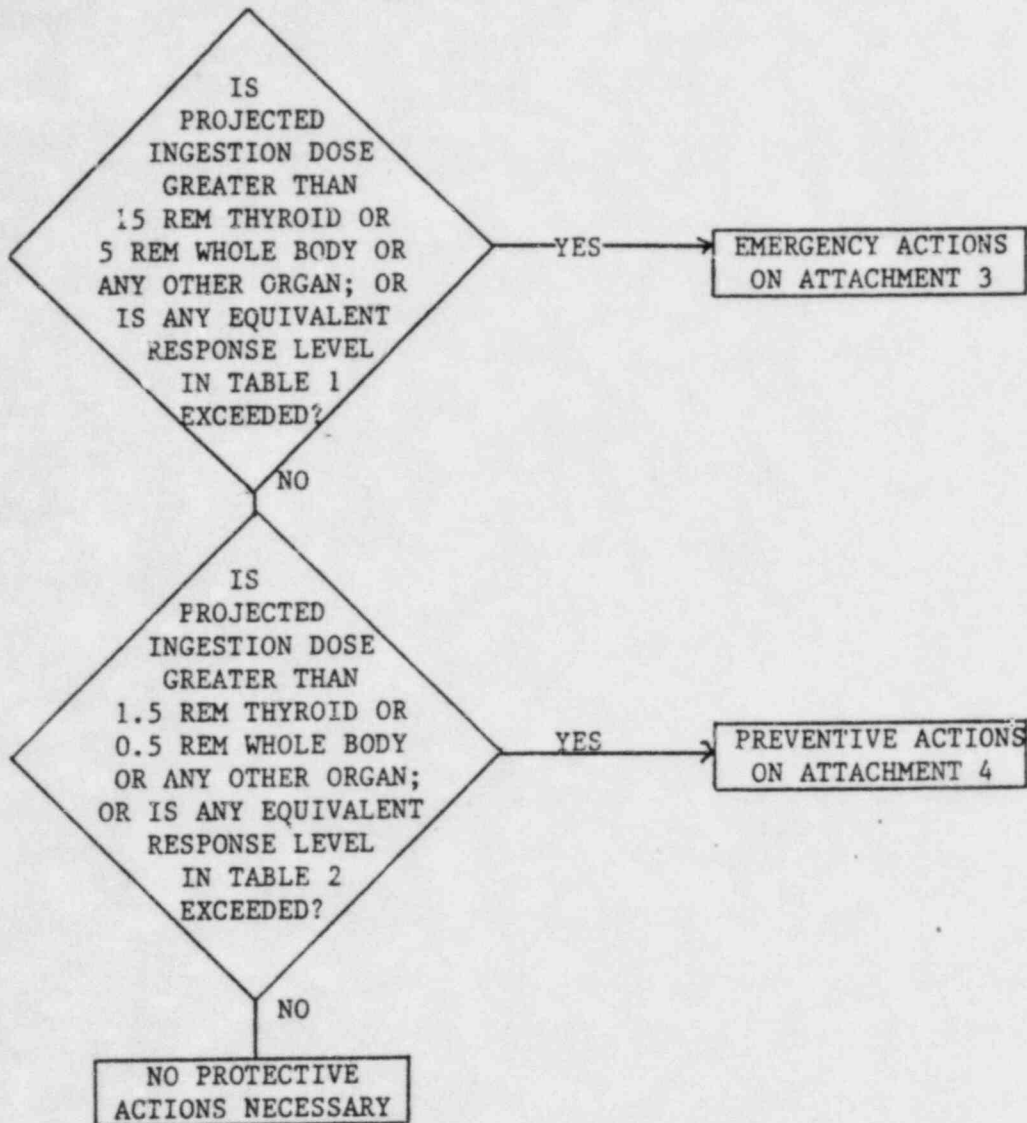 IS
PROJECTED
INGESTION DOSE
GREATER THAN
15 REM THYROID OR
5 REM WHOLE BODY OR
ANY OTHER ORGAN; OR
IS ANY EQUIVALENT
RESPONSE LEVEL
IN TABLE 1
EXCEEDED?
YES
EMERGENCY ACTIONS
ON ATTACHMENT 3
NO
IS
PROJECTED
INGESTION DOSE
GREATER THAN
1.5 REM THYROID OR
0.5 REM WHOLE BODY
OR ANY OTHER ORGAN;
OR IS ANY EQUIVALENT
RESPONSE LEVEL
IN TABLE 2
EXCEEDED?
YES
PREVENTIVE ACTIONS
ON ATTACHMENT 4
NO
NO PROTECTIVE
ACTIONS NECESSARY